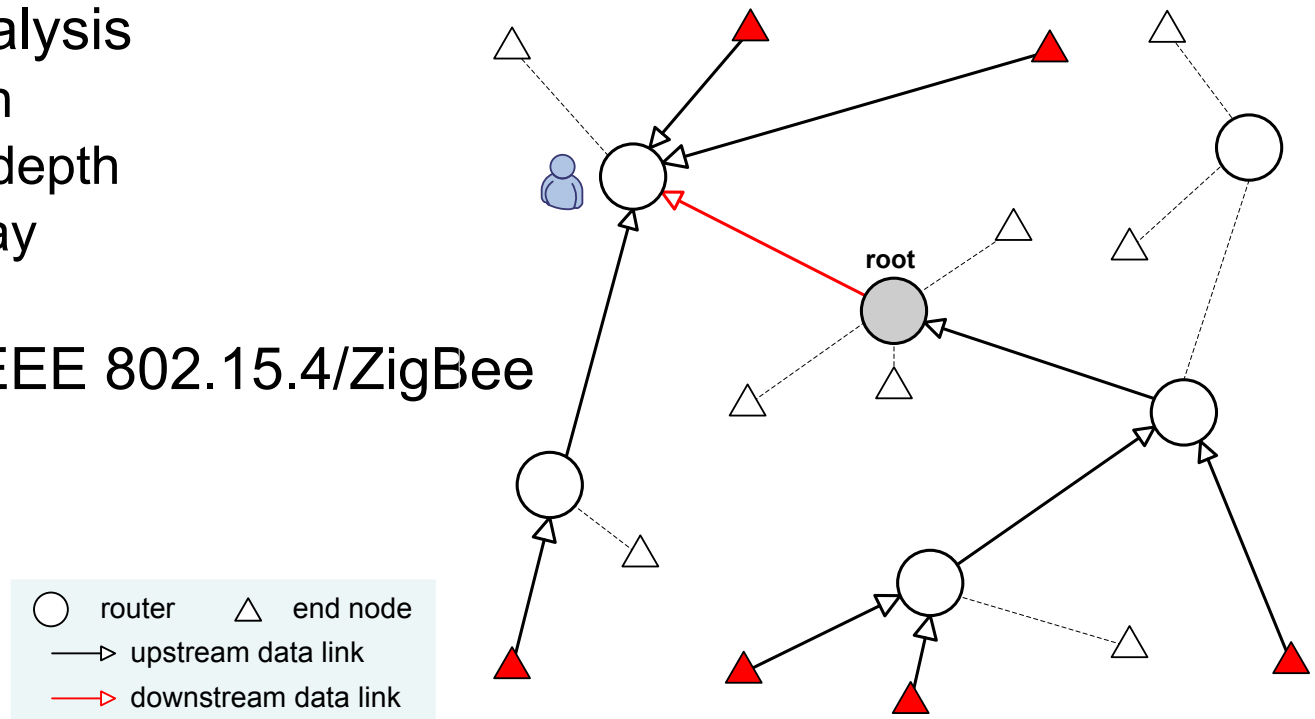 alysis
n
depth
ay
EEE 802.15.4/ZigBee
root
router
end node
upstream data link
downstream data link